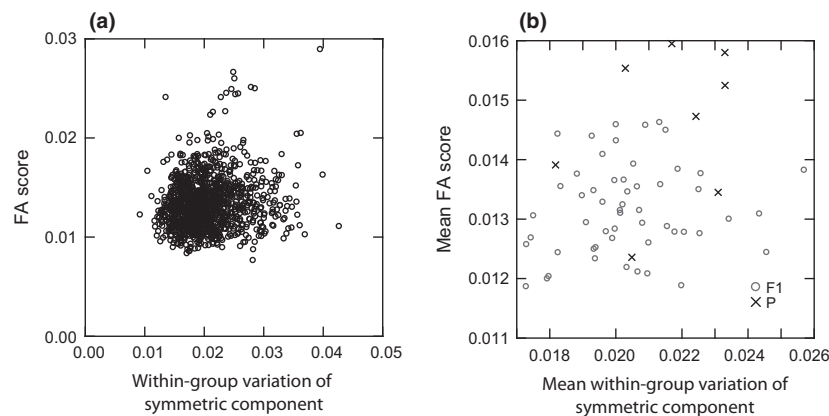 (a)
0.03
0.02
0.01
0.00
FA score
0.00 0.01 0.02 0.03 0.04 0.05
Within-group variation of
symmetric component
(b)
0.016
0.015
0.014
0.013
0.012
0.011
Mean FA score
F1
P
0.018 0.020 0.022 0.024 0.026
Mean within-group variation of
symmetric component